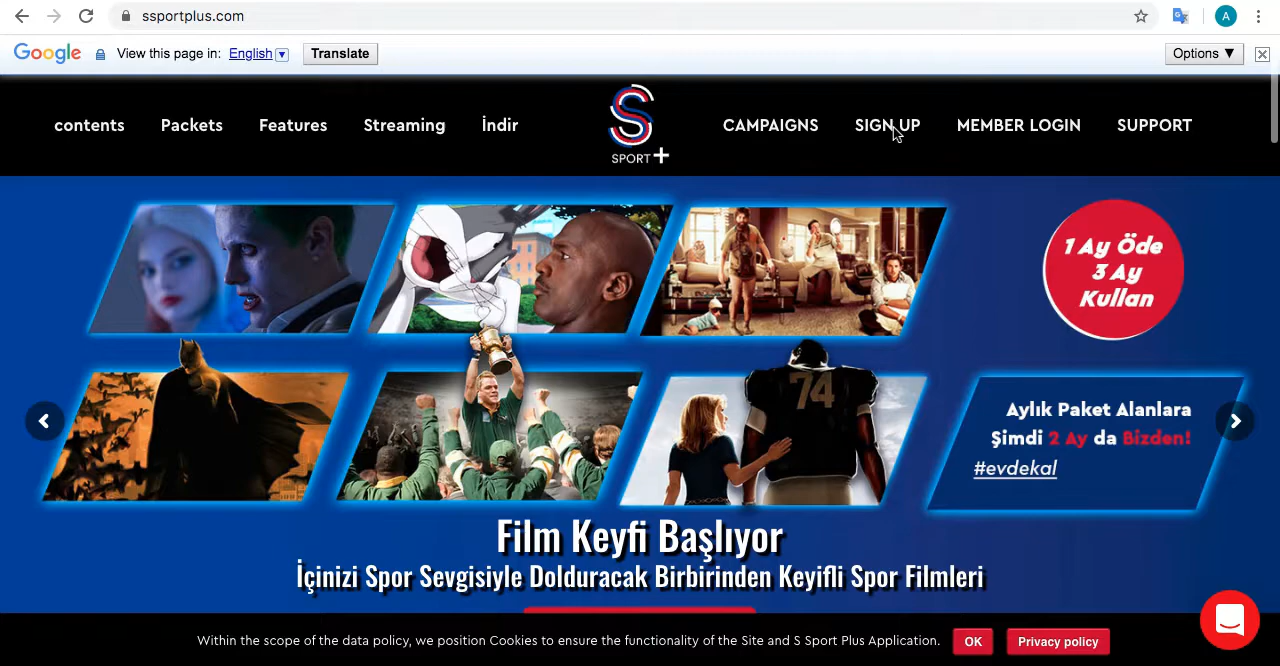 ssportplus.com
A
Google View this page in: English Translate Options
contents Packets Features Streaming İndir
S SPORT+
CAMPAIGNS SIGN UP MEMBER LOGIN SUPPORT
1 Ay Öde
3 Ay
Kullan
74
Aylık Paket Alanlara
Şimdi 2 Ay da Bizden!
#evdekal
Film Keyfi Başlıyor
İçinizi Spor Sevgisiyle Dolduracak Birbirinden Keyifli Spor Filmleri
Within the scope of the data policy, we position Cookies to ensure the functionality of the Site and S Sport Plus Application. OK Privacy policy